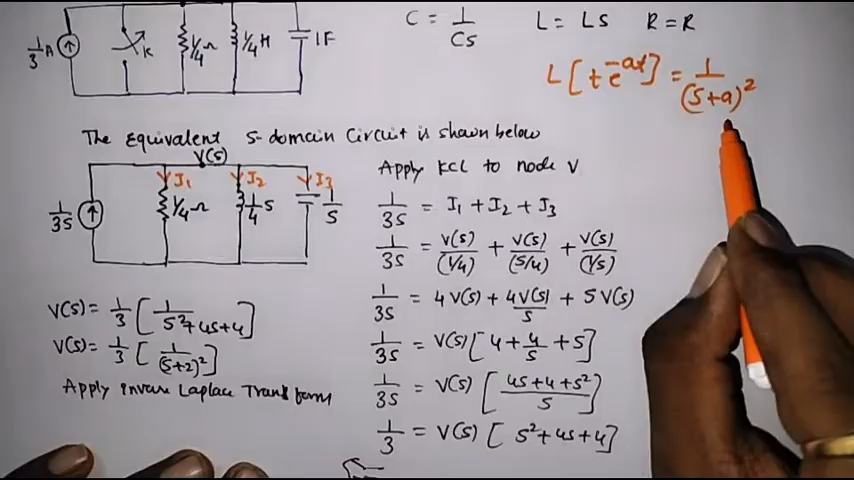 1/3 A
K
1/4 Ω
1/4 H
1F
C = 1/Cs L = Ls R = R
L[te^-at] = 1/(s+a)^2
The Equivalent s-domain Circuit is shown below
V(s)
I1 I2 I3
1/3s
1/4 Ω
1/4 s
1/s
Apply KCL to node V
1/3s = I1 + I2 + I3
1/3s = V(s)/(1/4) + V(s)/(s/4) + V(s)/(1/s)
1/3s = 4V(s) + 4V(s)/s + sV(s)
1/3s = V(s)[4 + 4/s + s]
1/3s = V(s)[4s+4+s^2/s]
1/3 = V(s)[s^2+4s+4]
V(s) = 1/3[1/s^2+4s+4]
V(s) = 1/3[1/(s+2)^2]
Apply inverse Laplace Transform